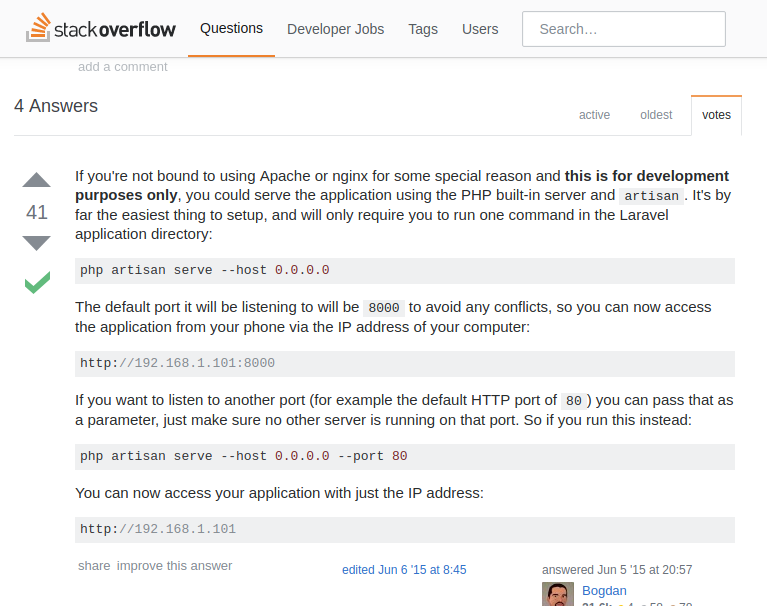 stackoverflow Questions Developer Jobs Tags Users Search…
add a comment
4 Answers
active oldest votes
If you're not bound to using Apache or nginx for some special reason and this is for development
purposes only, you could serve the application using the PHP built-in server and artisan. It's by
far the easiest thing to setup, and will only require you to run one command in the Laravel
application directory:
41
php artisan serve --host 0.0.0.0
The default port it will be listening to will be 8000 to avoid any conflicts, so you can now access
the application from your phone via the IP address of your computer:
http://192.168.1.101:8000
If you want to listen to another port (for example the default HTTP port of 80) you can pass that as
a parameter, just make sure no other server is running on that port. So if you run this instead:
php artisan serve --host 0.0.0.0 --port 80
You can now access your application with just the IP address:
http://192.168.1.101
share improve this answer
edited Jun 6 '15 at 8:45
answered Jun 5 '15 at 20:57
Bogdan